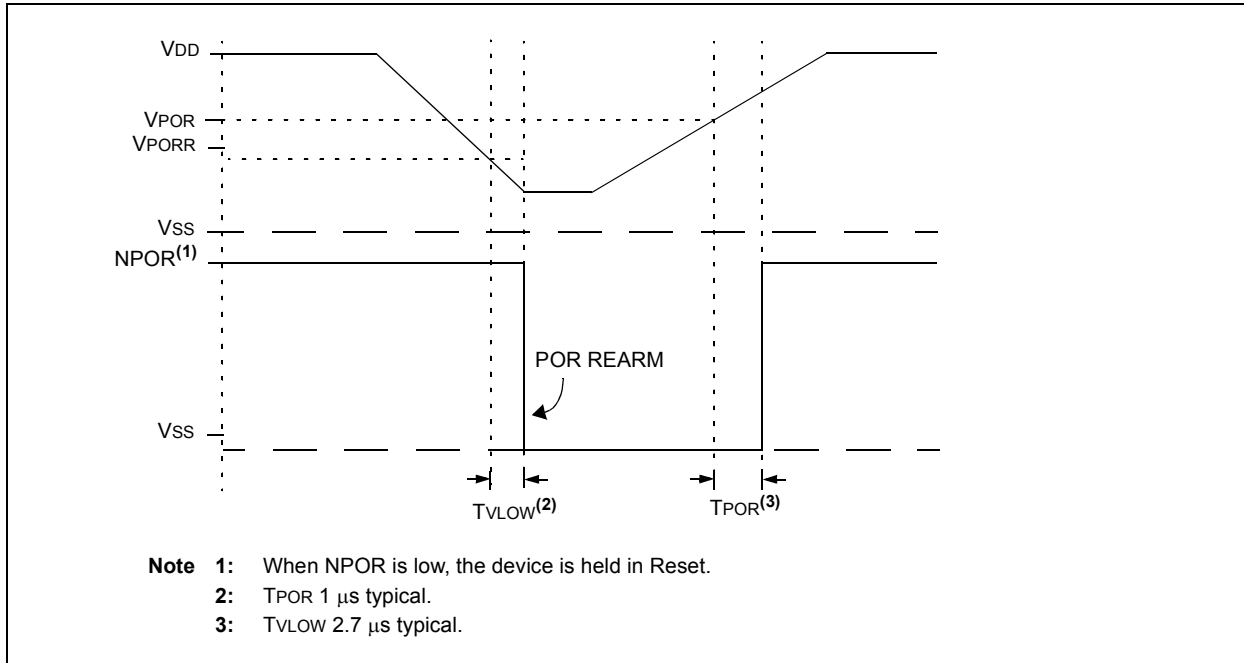 VDD
VPOR
VPORR
VSS
NPOR(1)
POR REARM
VSS
TVLOW(2)
TPOR(3)
Note 1: When NPOR is low, the device is held in Reset.
2: TPOR 1 μs typical.
3: TVLOW 2.7 μs typical.